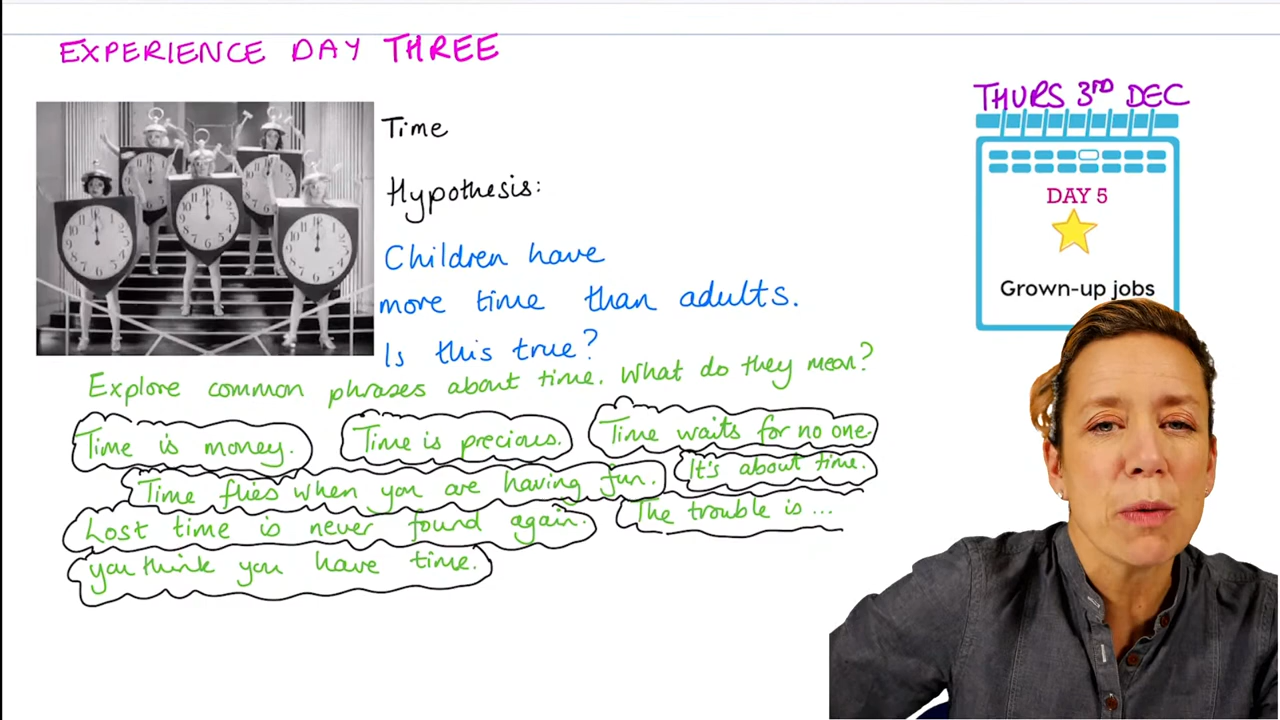 EXPERIENCE DAY THREE
THURS 3RD DEC
DAY 5
Grown-up jobs
Time
Hypothesis:
Children have
more time than adults.
Is this true?
Explore common phrases about time. What do they mean?
Time is money.
Time is precious.
Time waits for no one.
Time flies when you are having fun.
It's about time.
Lost time is never found again.
The trouble is...
you think you have time.